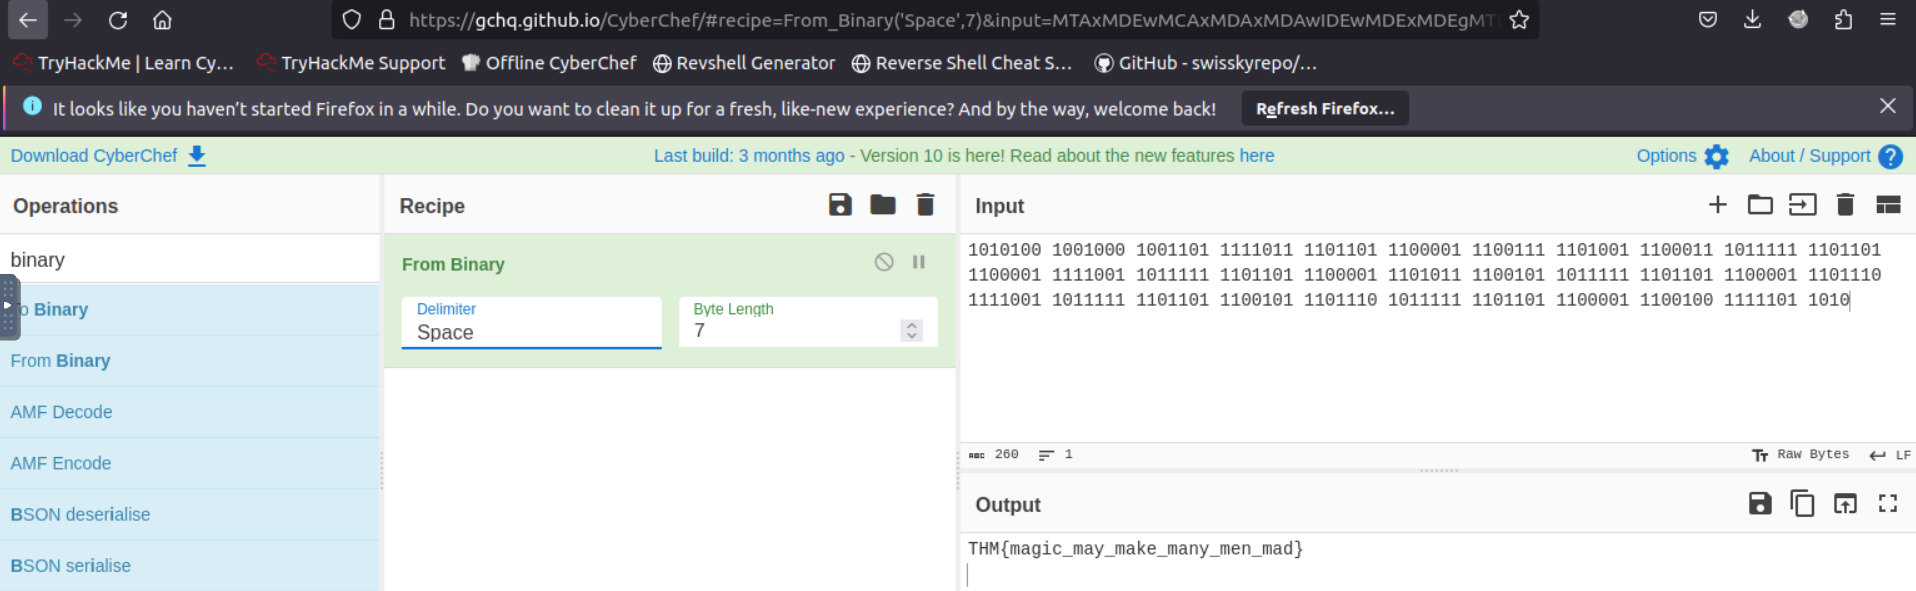 https://gchq.github.io/CyberChef/#recipe=From_Binary('Space',7)&input=MTAxMDEwMCAxMDAxMDAwIDEwMDExMDEgMT
TryHackMe | Learn Cy…
TryHackMe Support
Offline CyberChef
Revshell Generator
Reverse Shell Cheat S…
GitHub - swisskyrepo/…
It looks like you haven’t started Firefox in a while. Do you want to clean it up for a fresh, like-new experience? And by the way, welcome back!
Refresh Firefox…
Download CyberChef
Last build: 3 months ago - Version 10 is here! Read about the new features here
Options
About / Support
Operations
binary
o Binary
From Binary
AMF Decode
AMF Encode
BSON deserialise
BSON serialise
Recipe
From Binary
Delimiter
Space
Byte Length
7
Input
1010100 1001000 1001101 1111011 1101101 1100001 1100111 1101001 1100011 1011111 1101101
1100001 1111001 1011111 1101101 1100001 1101011 1100101 1011111 1101101 1100001 1101110
1111001 1011111 1101101 1100101 1101110 1011111 1101101 1100001 1100100 1111101 1010
ABC 260
1
Tт Raw Bytes
LF
Output
THM{magic_may_make_many_men_mad}